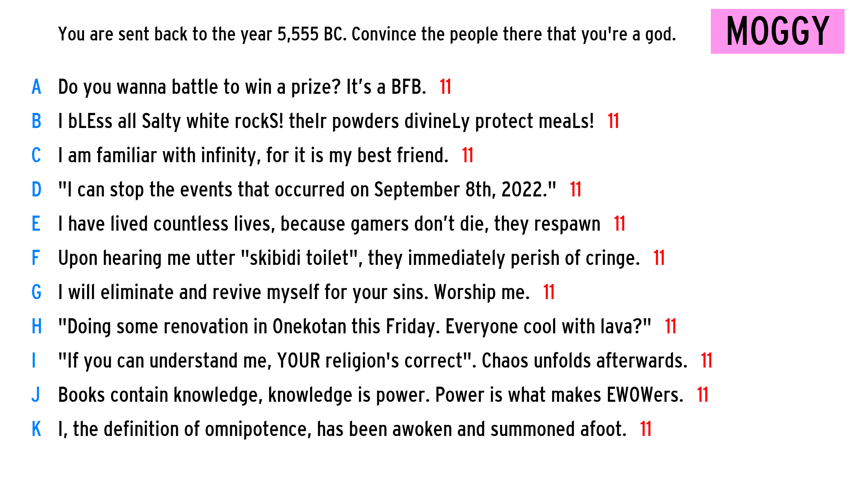 You are sent back to the year 5,555 BC. Convince the people there that you're a god.
MOGGY
A Do you wanna battle to win a prize? It’s a BFB. 11
B I bLEss all Salty white rockS! theIr powders divineLy protect meaLs! 11
C I am familiar with infinity, for it is my best friend. 11
D "I can stop the events that occurred on September 8th, 2022." 11
E I have lived countless lives, because gamers don’t die, they respawn 11
F Upon hearing me utter "skibidi toilet", they immediately perish of cringe. 11
G I will eliminate and revive myself for your sins. Worship me. 11
H "Doing some renovation in Onekotan this Friday. Everyone cool with lava?" 11
I "If you can understand me, YOUR religion's correct". Chaos unfolds afterwards. 11
J Books contain knowledge, knowledge is power. Power is what makes EWOWers. 11
K I, the definition of omnipotence, has been awoken and summoned afoot. 11